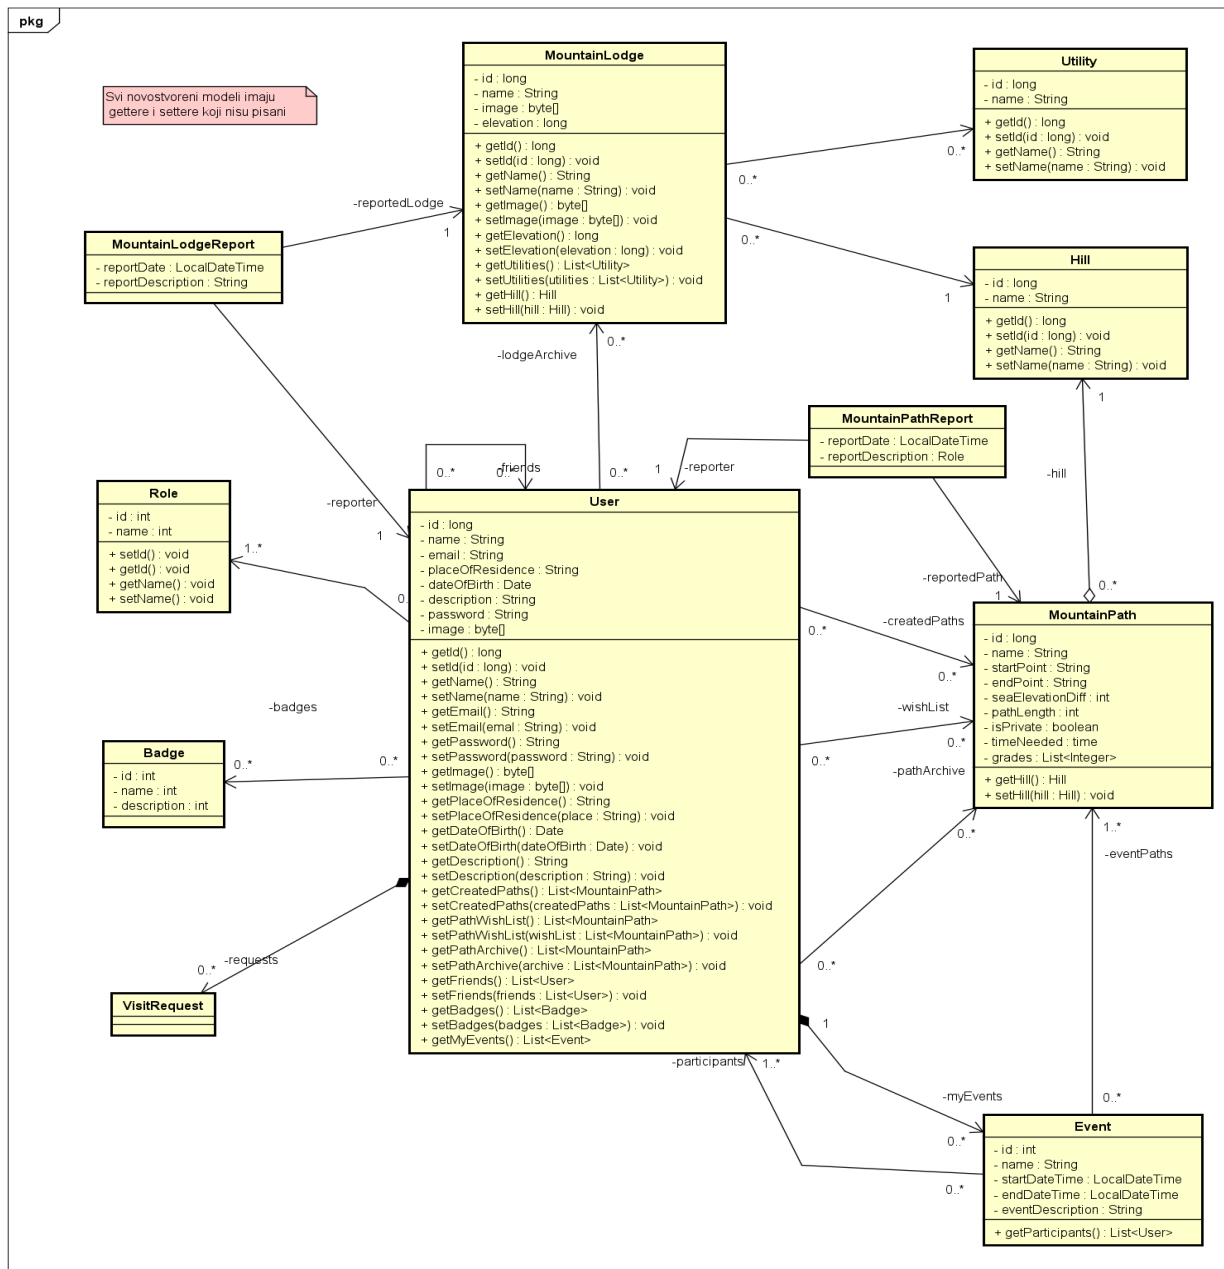 pkg
Svi novostvoreni modeli imaju
gettere i settere koji nisu pisani
MountainLodge
- id : long
- name : String
- image : byte[]
- elevation : long
+ getId() : long
+ setId(id : long) : void
+ getName() : String
+ setName(name : String) : void
+ getImage() : byte[]
+ setImage(image : byte[]) : void
+ getElevation() : long
+ setElevation(elevation : long) : void
+ getUtilities() : List<Utility>
+ setUtilities(utilities : List<Utility>) : void
+ getHill() : Hill
+ setHill(hill : Hill) : void
Utility
- id : long
- name : String
+ getId() : long
+ setId(id : long) : void
+ getName() : String
+ setName(name : String) : void
0..*
0..*
0..*
1
-reportedLodge
1
MountainLodgeReport
- reportDate : LocalDateTime
- reportDescription : String
Hill
- id : long
- name : String
+ getId() : long
+ setId(id : long) : void
+ getName() : String
+ setName(name : String) : void
0..*
-lodgeArchive
0..*
1
-hill
0..*
MountainPathReport
- reportDate : LocalDateTime
- reportDescription : Role
1
-reporter
-reportedPath
1
0..*
0..*
-friends
-reporter
1
Role
- id : int
- name : int
+ setId() : void
+ getId() : void
+ getName() : void
+ setName() : void
1..*
0..
User
- id : long
- name : String
- email : String
- placeOfResidence : String
- dateOfBirth : Date
- description : String
- password : String
- image : byte[]
+ getId() : long
+ setId(id : long) : void
+ getName() : String
+ setName(name : String) : void
+ getEmail() : String
+ setEmail(emal : String) : void
+ getPassword() : String
+ setPassword(password : String) : void
+ getImage() : byte[]
+ setImage(image : byte[]) : void
+ getPlaceOfResidence() : String
+ setPlaceOfResidence(place : String) : void
+ getDateOfBirth() : Date
+ setDateOfBirth(dateOfBirth : Date) : void
+ getDescription() : String
+ setDescription(description : String) : void
+ getCreatedPaths() : List<MountainPath>
+ setCreatedPaths(createdPaths : List<MountainPath>) : void
+ getPathWishList() : List<MountainPath>
+ setPathWishList(wishList : List<MountainPath>) : void
+ getPathArchive() : List<MountainPath>
+ setPathArchive(archive : List<MountainPath>) : void
+ getFriends() : List<User>
+ setFriends(friends : List<User>) : void
+ getBadges() : List<Badge>
+ setBadges(badges : List<Badge>) : void
+ getMyEvents() : List<Event>
-createdPaths
0..*
0..*
-wishList
0..*
0..*
-pathArchive
0..*
0..*
MountainPath
- id : long
- name : String
- startPoint : String
- endPoint : String
- seaElevationDiff : int
- pathLength : int
- isPrivate : boolean
- timeNeeded : time
- grades : List<Integer>
+ getHill() : Hill
+ setHill(hill : Hill) : void
-badges
0..*
0..*
Badge
- id : int
- name : int
- description : int
-requests
0..*
VisitRequest
1..*
-eventPaths
0..*
1
-myEvents
0..*
-participants
1..*
0..*
Event
- id : int
- name : String
- startDateTime : LocalDateTime
- endDateTime : LocalDateTime
- eventDescription : String
+ getParticipants() : List<User>